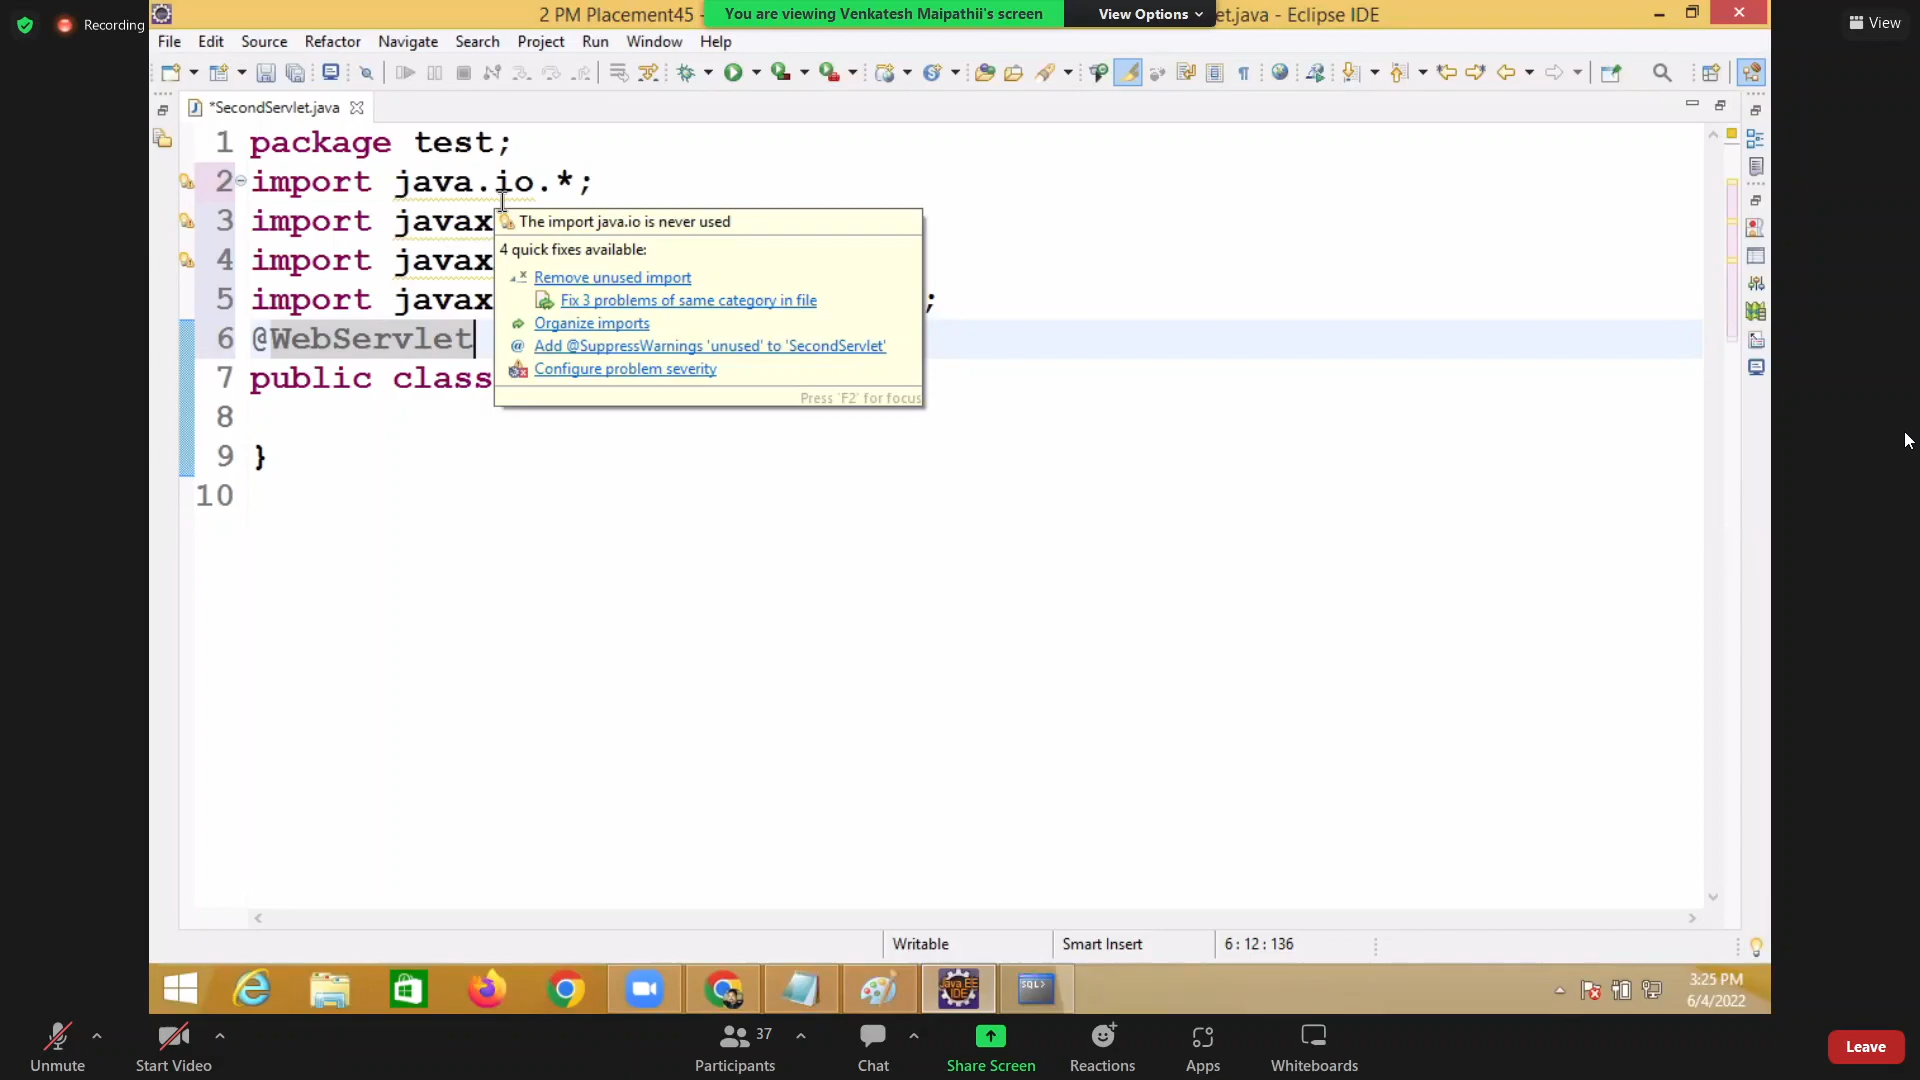 Recording
2 PM Placement45 -
You are viewing Venkatesh Maipathii's screen
View Options
et.java - Eclipse IDE
View
File Edit Source Refactor Navigate Search Project Run Window Help
*SecondServlet.java
1 package test;
2 import java.io.*;
3 import javax
4 import javax
5 import javax ;
6 @WebServlet
7 public class
8
9 }
10
The import java.io is never used
4 quick fixes available:
Remove unused import
Fix 3 problems of same category in file
Organize imports
@ Add @SuppressWarnings 'unused' to 'SecondServlet'
Configure problem severity
Press 'F2' for focus
Writable Smart Insert 6 : 12 : 136
Java EE
IDE
SQL>
3:25 PM
6/4/2022
Unmute
Start Video
37
Participants
Chat
Share Screen
Reactions
Apps
Whiteboards
Leave